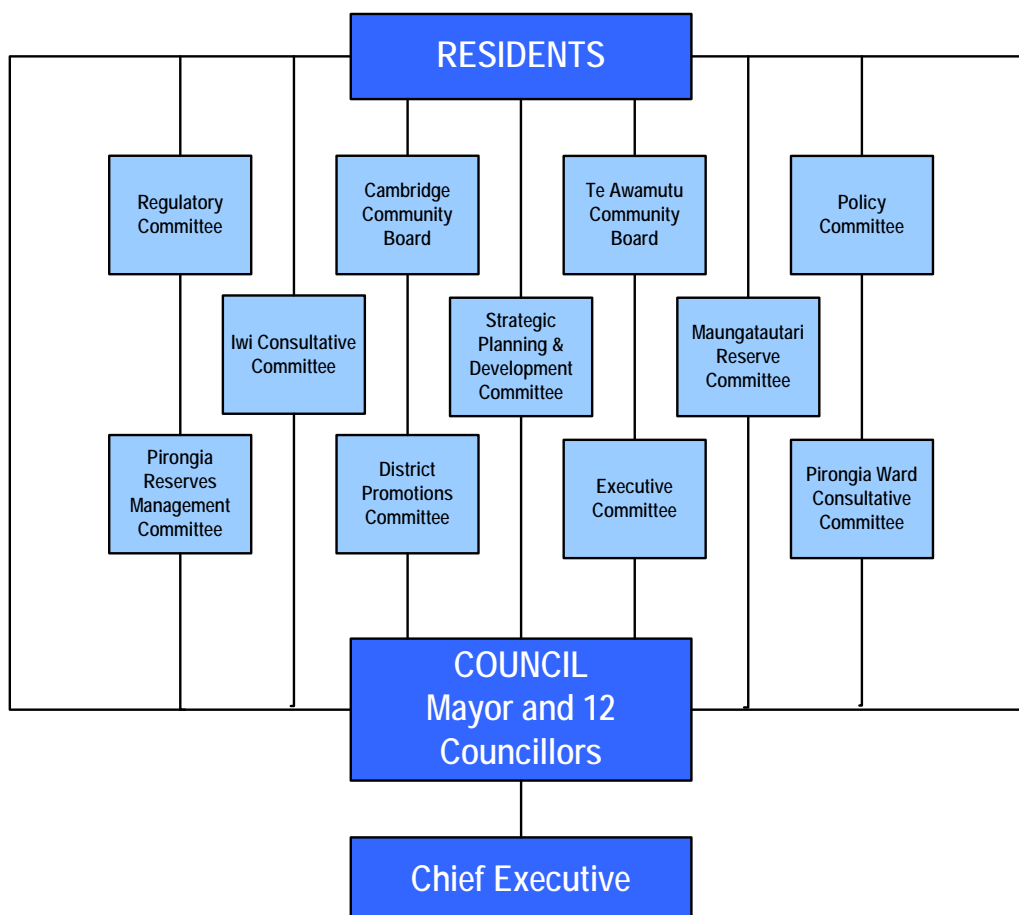 RESIDENTS
Regulatory
Committee
Cambridge
Community
Board
Te Awamutu
Community
Board
Policy
Committee
Iwi Consultative
Committee
Strategic
Planning &
Development
Committee
Maungatautari
Reserve
Committee
Pirongia
Reserves
Management
Committee
District
Promotions
Committee
Executive
Committee
Pirongia Ward
Consultative
Committee
COUNCIL
Mayor and 12
Councillors
Chief Executive